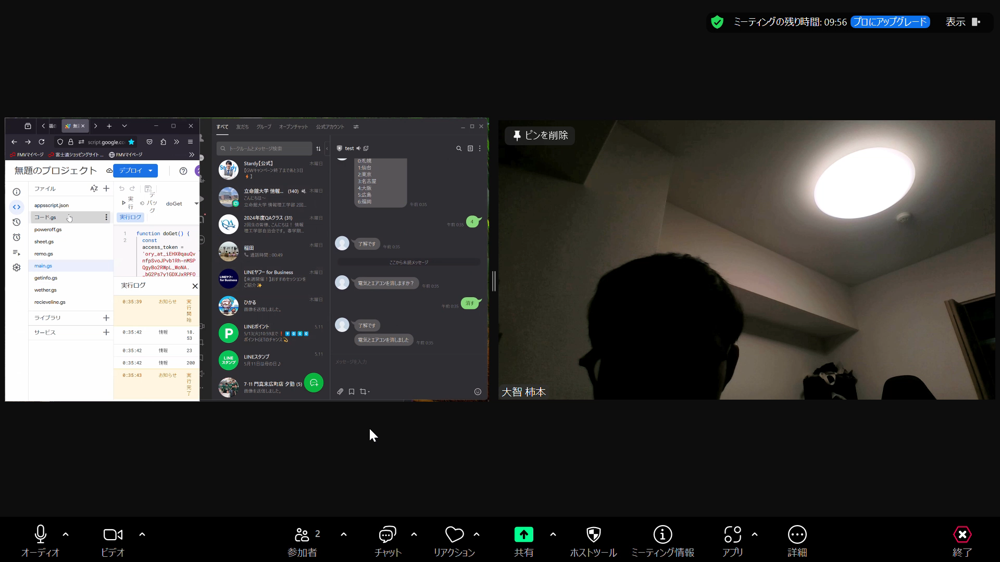 ミーティングの残り時間: 09:56 プロにアップグレード 表示
script.google.co
FMVマイページ 富士通ショッピングサイト ... FMVマイページ
無題のプロジェクト デプロイ
ファイル
appsscript.json
コード.gs
poweroff.gs
sheet.gs
remo.gs
main.gs
getinfo.gs
wether.gs
recieveline.gs
ライブラリ
サービス
実行 デバッグ doGet
実行ログ
1 function doGet() {
2 const
access_token =
'ory_at_iEHX0qauQv
nfpSvoJPvb1Rh-nMSP
QgyBo2RWpL_WoNA.
_bG2Ps7y1GDXJxRPFO
実行ログ
0:35:39 お知らせ 実行開始
0:35:42 情報 18.53
0:35:42 情報 23
0:35:42 情報 200
0:35:43 お知らせ 実行完了
すべて 友だち グループ オープンチャット 公式アカウント
トークルームとメッセージ検索
Stardy【公式】 木曜日
【GWキャンペーン終了まであと3日
⚡】
立命館大学 情報... (140) 木曜日
こんにちは〜
立命館大学 情報理工学部 2回...
2024年度QAクラス (31) 木曜日
2回生の皆様、こんにちは！ 情報
理工学部自治会です。春学期...
稲田 木曜日
通話時間：00:49
LINEヤフー for Business 木曜日
【来週開催！】おすすめセッションを
ご紹介✨
ひかる 木曜日
画像を送信しました。
LINEポイント 5.11
5/13(火)10:59まで❗9000
ポイントGETのチャンス
LINEスタンプ 5.11
5月11日は母の日♪
7-11 門真末広町店 夕勤 (5)
画像を送信しました。
test
0:札幌
1:仙台
2:東京
3:名古屋
4:大阪
5:広島
6:福岡
午前 0:35
午前 0:35 4
了解です 午前 0:35
ここから未読メッセージ
電気とエアコンを消しますか？ 午前 0:35
午前 0:35 消す
了解です
電気とエアコンを消しました 午前 0:35
メッセージを入力
ピンを削除
大智 柿本
オーディオ ビデオ 参加者 2 チャット リアクション 共有 ホストツール ミーティング情報 アプリ 詳細 終了